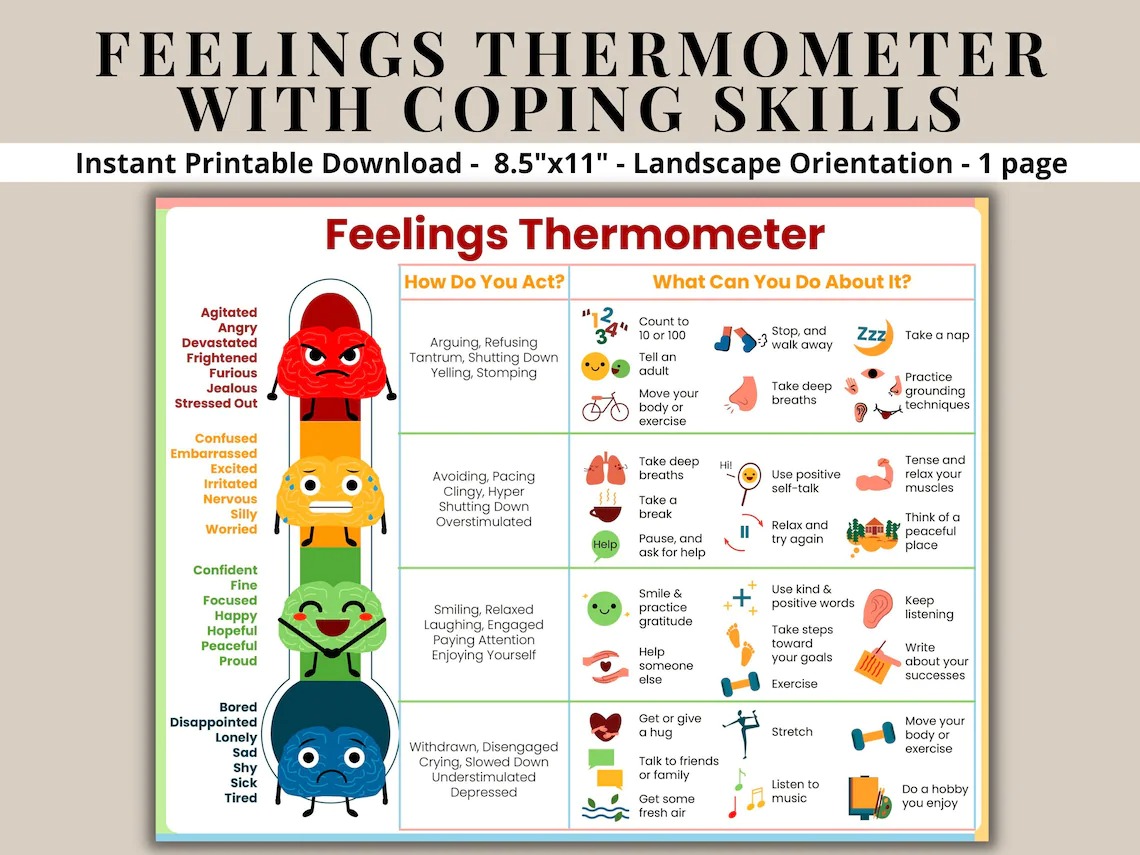 FEELINGS THERMOMETER
WITH COPING SKILLS
Instant Printable Download - 8.5"x11" - Landscape Orientation - 1 page
Feelings Thermometer
How Do You Act?
What Can You Do About It?
Agitated
Angry
Devastated
Frightened
Furious
Jealous
Stressed Out
Arguing, Refusing
Tantrum, Shutting Down
Yelling, Stomping
"1234"
Count to
10 or 100
Tell an
adult
Move your
body or
exercise
Stop, and
walk away
Take deep
breaths
Zzz
Take a nap
Practice
grounding
techniques
Confused
Embarrassed
Excited
Irritated
Nervous
Silly
Worried
Avoiding, Pacing
Clingy, Hyper
Shutting Down
Overstimulated
Take deep
breaths
Take a
break
Help
Pause, and
ask for help
Hi!
Use positive
self-talk
Relax and
try again
Tense and
relax your
muscles
Think of a
peaceful
place
Confident
Fine
Focused
Happy
Hopeful
Peaceful
Proud
Smiling, Relaxed
Laughing, Engaged
Paying Attention
Enjoying Yourself
Smile &
practice
gratitude
Help
someone
else
Use kind &
positive words
Take steps
toward
your goals
Exercise
Keep
listening
Write
about your
successes
Bored
Disappointed
Lonely
Sad
Shy
Sick
Tired
Withdrawn, Disengaged
Crying, Slowed Down
Understimulated
Depressed
Get or give
a hug
Talk to friends
or family
Get some
fresh air
Stretch
Listen to
music
Move your
body or
exercise
Do a hobby
you enjoy